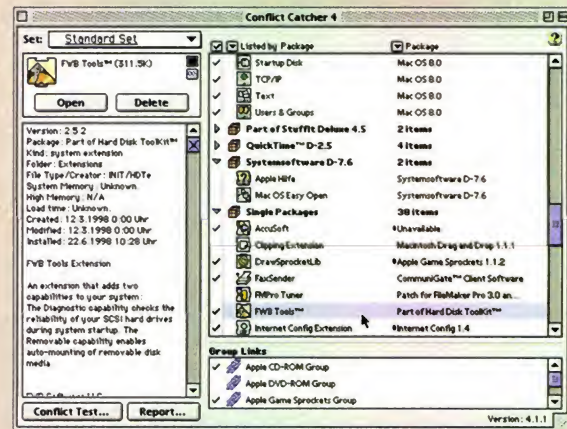 Conflict Catcher 4
Set: Standard Set
FWB Tools™ (311.5K)
Open
Delete
Version: 2.5.2
Package: Part of Hard Disk ToolKit™
Kind: system extension
Folder: Extensions
File Type/Creator: INIT/HDTe
System Memory: Unknown
High Memory: N/A
Load time: Unknown
Created: 12.3.1998 0:00 Uhr
Modified: 12.3.1998 0:00 Uhr
Installed: 22.6.1998 10:28 Uhr
FWB Tools Extension
An extension that adds two
capabilities to your system:
The Diagnostic capability checks the
reliability of your SCSI hard drives
during system startup. The
Removable capability enables
auto-mounting of removable disk
media
Conflict Test...
Report...
Listed by Package
Package
Startup Disk Mac OS 8.0
TCP/IP Mac OS 8.0
Text Mac OS 8.0
Users & Groups Mac OS 8.0
Part of StuffIt Deluxe 4.5 2 items
QuickTime™ D-2.5 4 items
Systemsoftware D-7.6 2 items
Apple Hilfe Systemsoftware D-7.6
Mac OS Easy Open Systemsoftware D-7.6
Single Packages 38 items
AccuSoft ◆Unavailable
Clipping Extension Macintosh Drag and Drop 1.1.1
DrawSprocketLib ◆Apple Game Sprockets 1.1.2
FaxSender CommuniGate™ Client Software
FMPro Tuner Patch for FileMaker Pro 3.0 an...
FWB Tools™ Part of Hard Disk ToolKit™
Internet Config Extension ◆Internet Config 1.4
Group Links
Apple CD-ROM Group
Apple DVD-ROM Group
Apple Game Sprockets Group
Version: 4.1.1